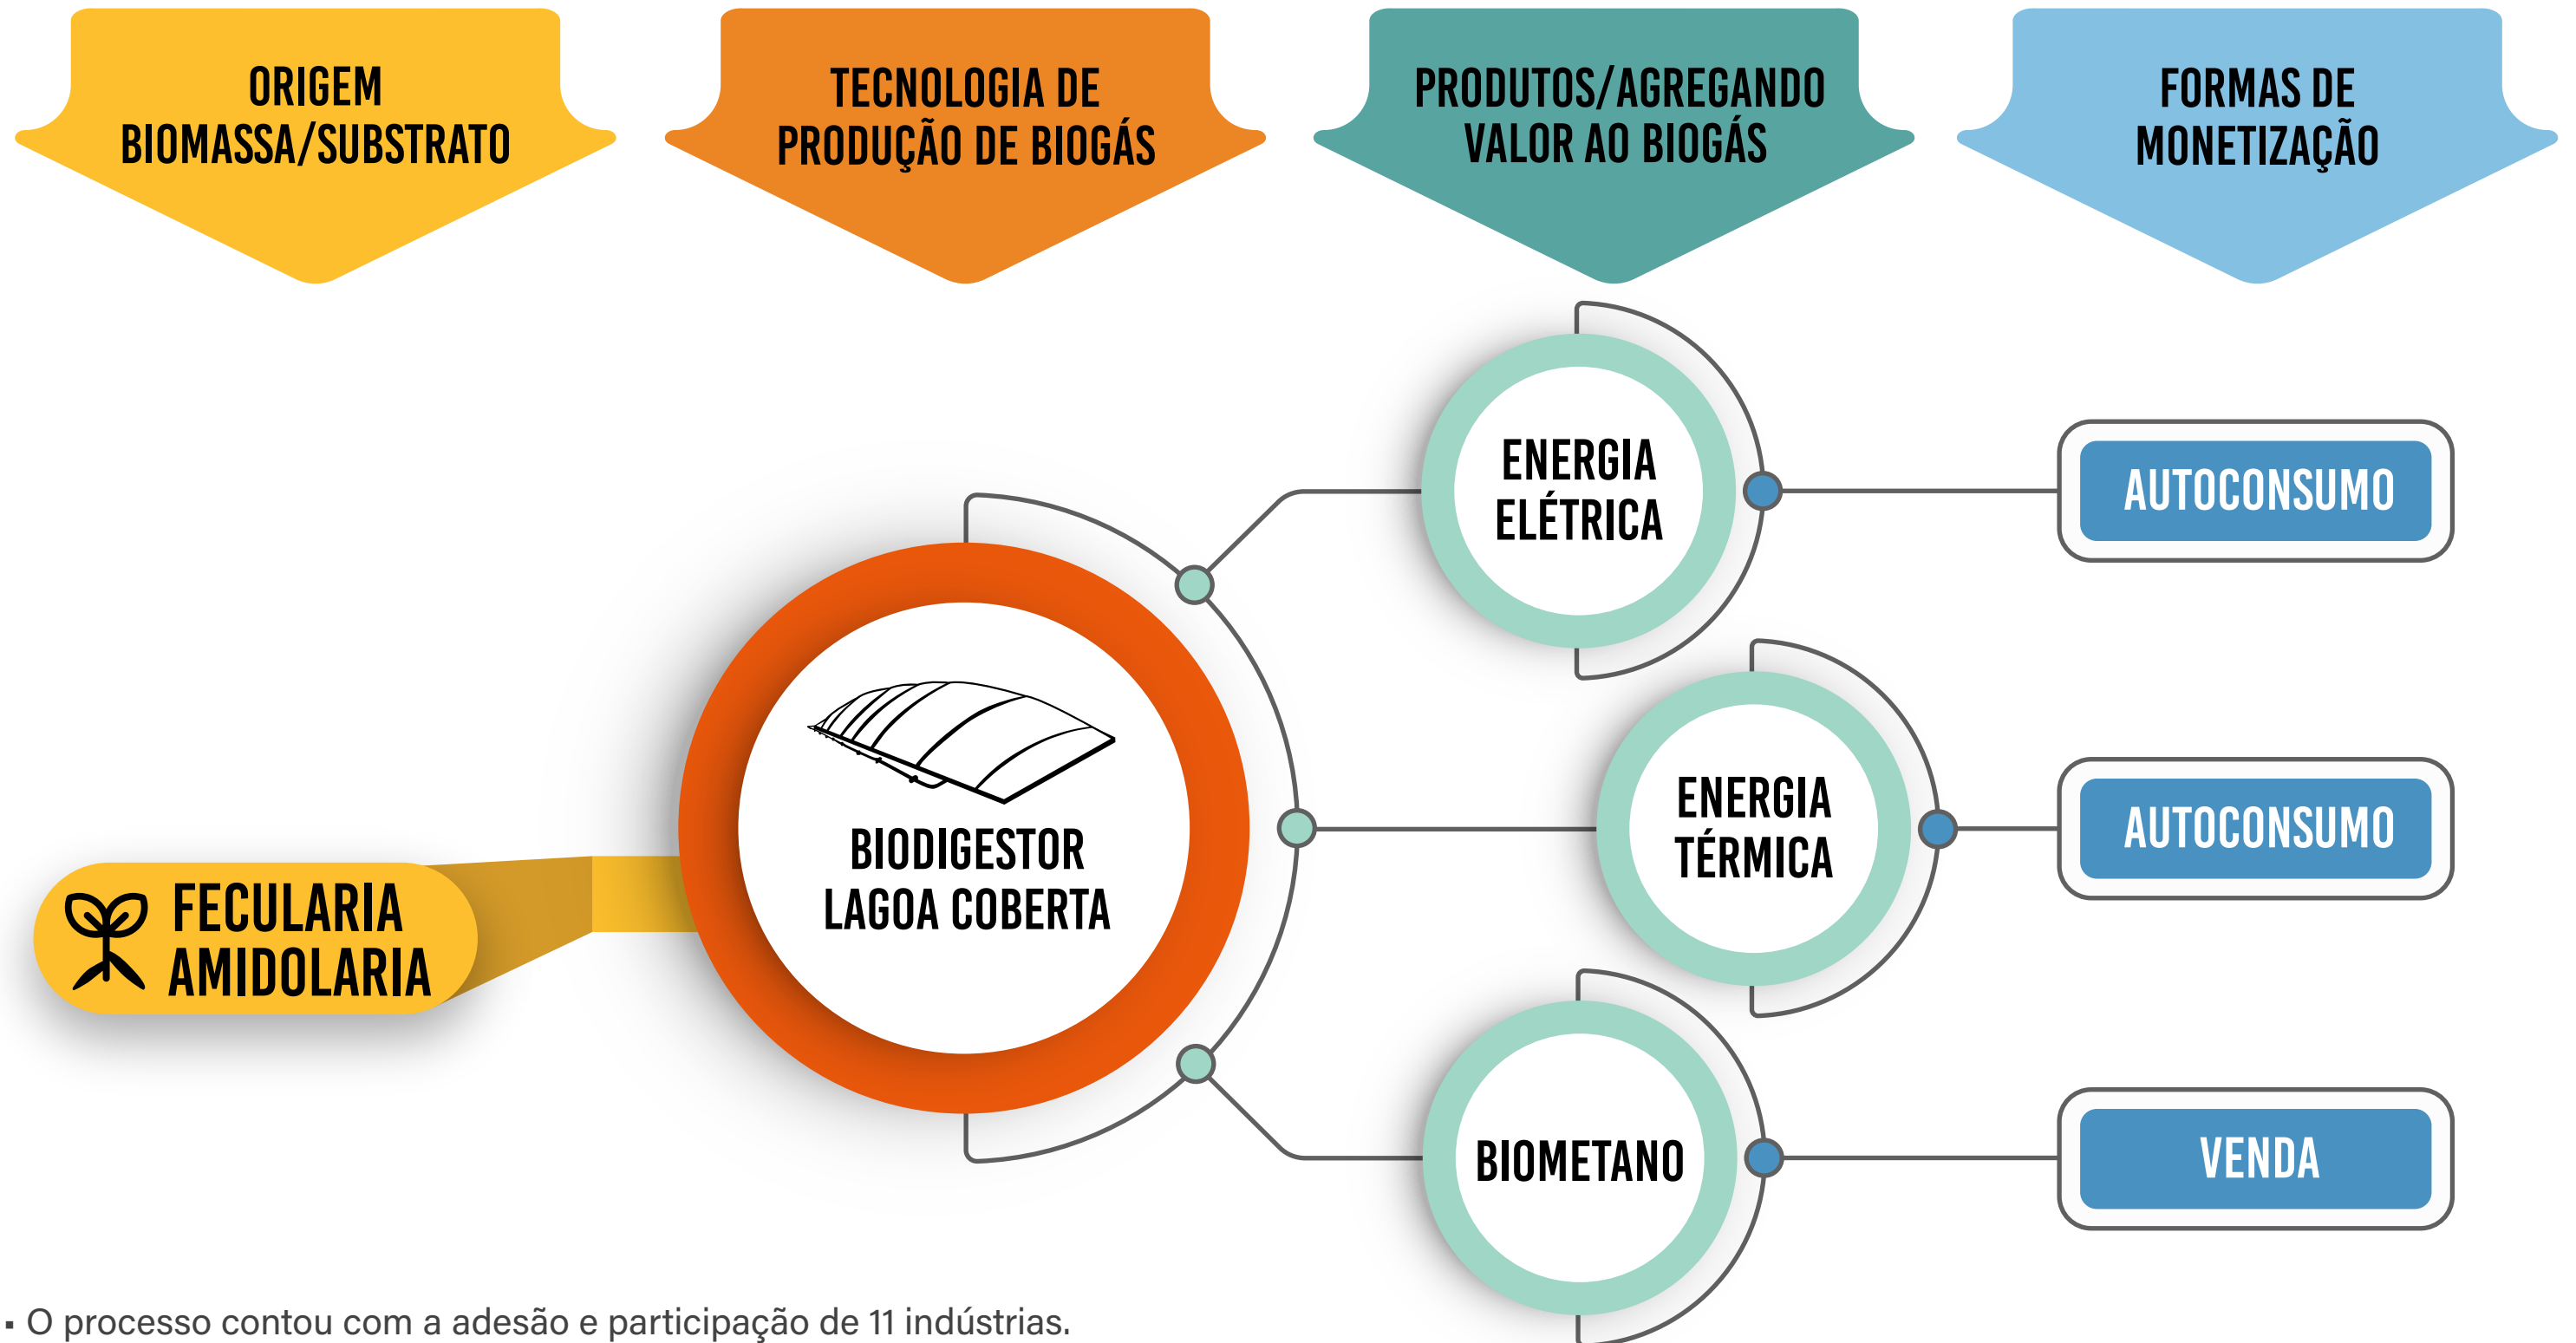 ORIGEM
BIOMASSA/SUBSTRATO
TECNOLOGIA DE
PRODUÇÃO DE BIOGÁS
PRODUTOS/AGREGANDO
VALOR AO BIOGÁS
FORMAS DE
MONETIZAÇÃO
FECULARIA
AMIDOLARIA
BIODIGESTOR
LAGOA COBERTA
ENERGIA
ELÉTRICA
AUTOCONSUMO
ENERGIA
TÉRMICA
AUTOCONSUMO
BIOMETANO
VENDA
▪ O processo contou com a adesão e participação de 11 indústrias.